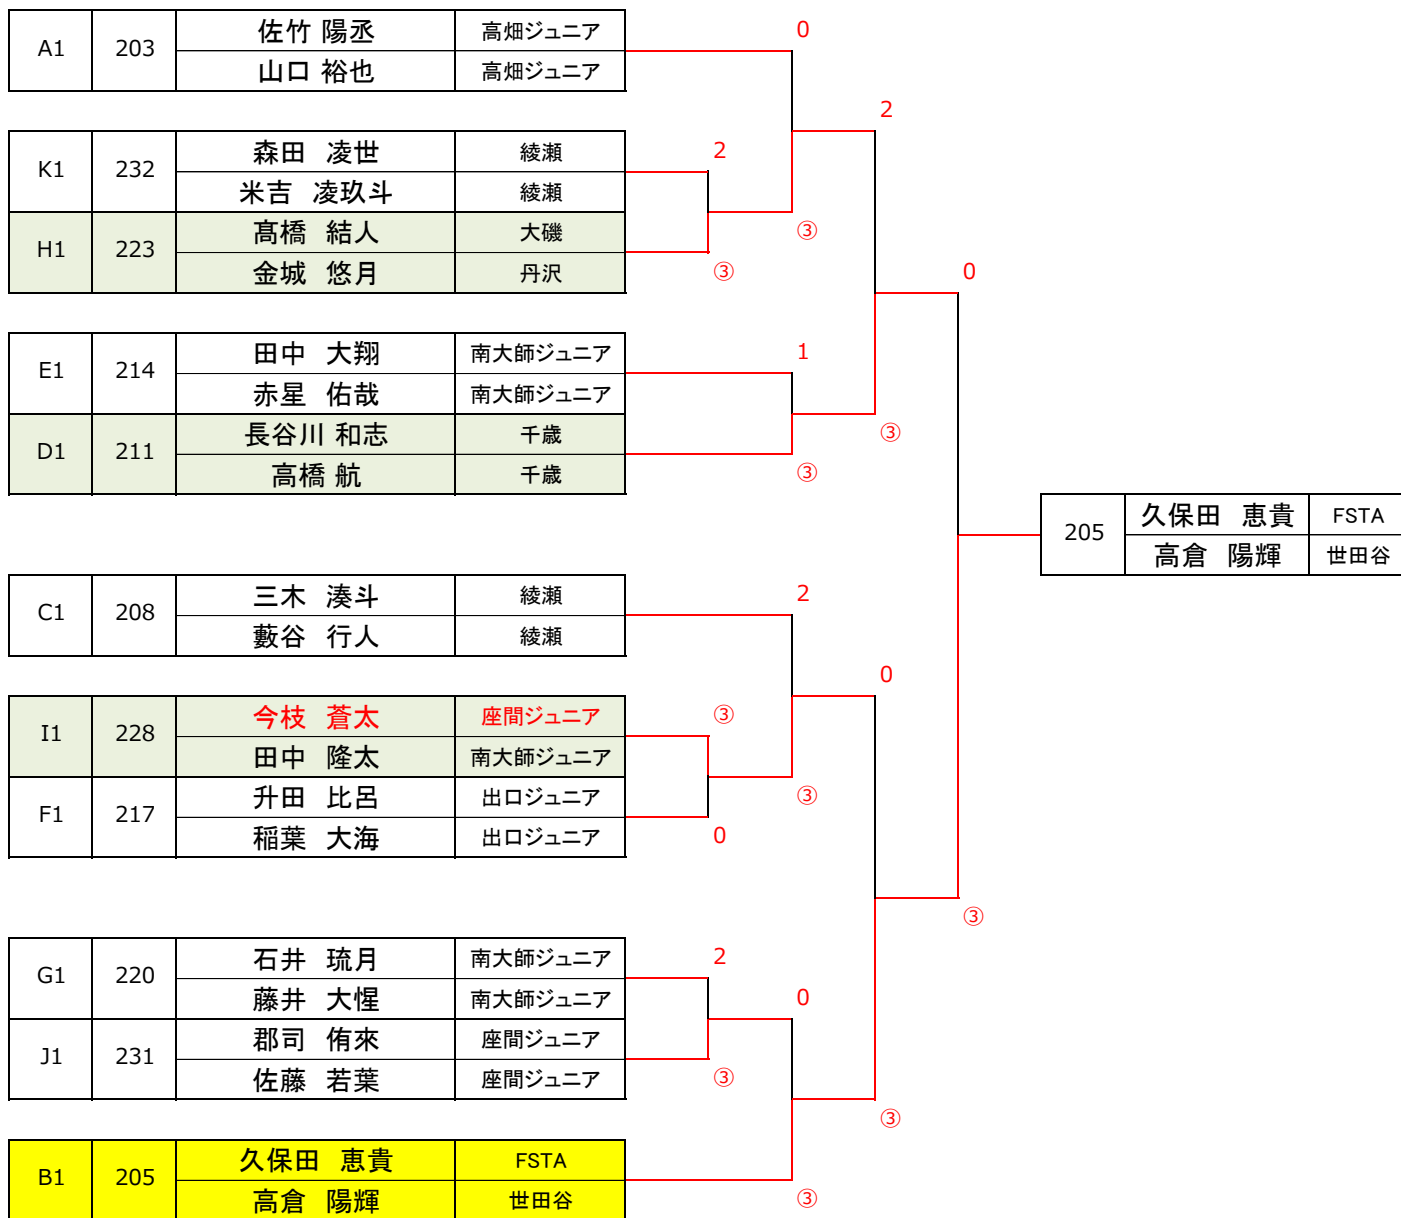 A1 203 佐竹 陽丞 高畑ジュニア 0
山口 裕也 高畑ジュニア
2
K1 232 森田 凌世 綾瀬 2
米吉 凌玖斗 綾瀬
H1 223 髙橋 結人 大磯 ③
金城 悠月 丹沢 ③ 0
E1 214 田中 大翔 南大師ジュニア 1
赤星 佑哉 南大師ジュニア
D1 211 長谷川 和志 千歳 ③
高橋 航 千歳 ③
205 久保田 恵貴 FSTA
高倉 陽輝 世田谷
C1 208 三木 湊斗 綾瀬 2
藪谷 行人 綾瀬
0
I1 228 今枝 蒼太 座間ジュニア ③
田中 隆太 南大師ジュニア
F1 217 升田 比呂 出口ジュニア ③
稲葉 大海 出口ジュニア 0
③
G1 220 石井 琉月 南大師ジュニア 2
藤井 大惺 南大師ジュニア 0
J1 231 郡司 侑來 座間ジュニア
佐藤 若葉 座間ジュニア ③
③
B1 205 久保田 恵貴 FSTA
高倉 陽輝 世田谷 ③